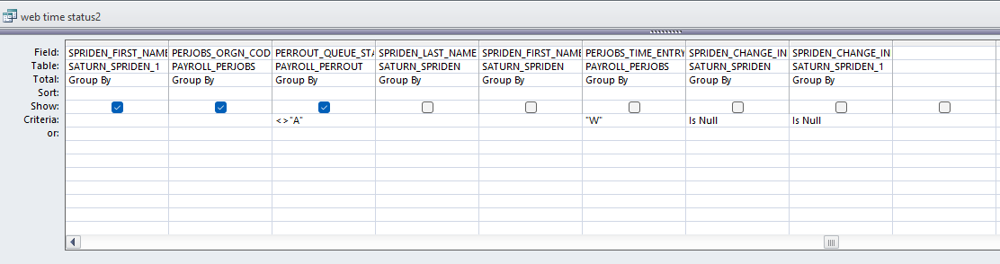 web time status2
Field: SPRIDEN_FIRST_NAME PERJOBS_ORGN_COD PERROUT_QUEUE_STA SPRIDEN_LAST_NAME SPRIDEN_FIRST_NAME PERJOBS_TIME_ENTRY SPRIDEN_CHANGE_IN SPRIDEN_CHANGE_IN
Table: SATURN_SPRIDEN_1 PAYROLL_PERJOBS PAYROLL_PERROUT SATURN_SPRIDEN SATURN_SPRIDEN PAYROLL_PERJOBS SATURN_SPRIDEN SATURN_SPRIDEN_1
Total: Group By Group By Group By Group By Group By Group By Group By Group By
Sort:
Show:
Criteria: <>"A" "W" Is Null Is Null
or: